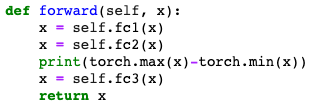 def forward(self, x):
    x = self.fc1(x)
    x = self.fc2(x)
    print(torch.max(x)-torch.min(x))
    x = self.fc3(x)
    return x